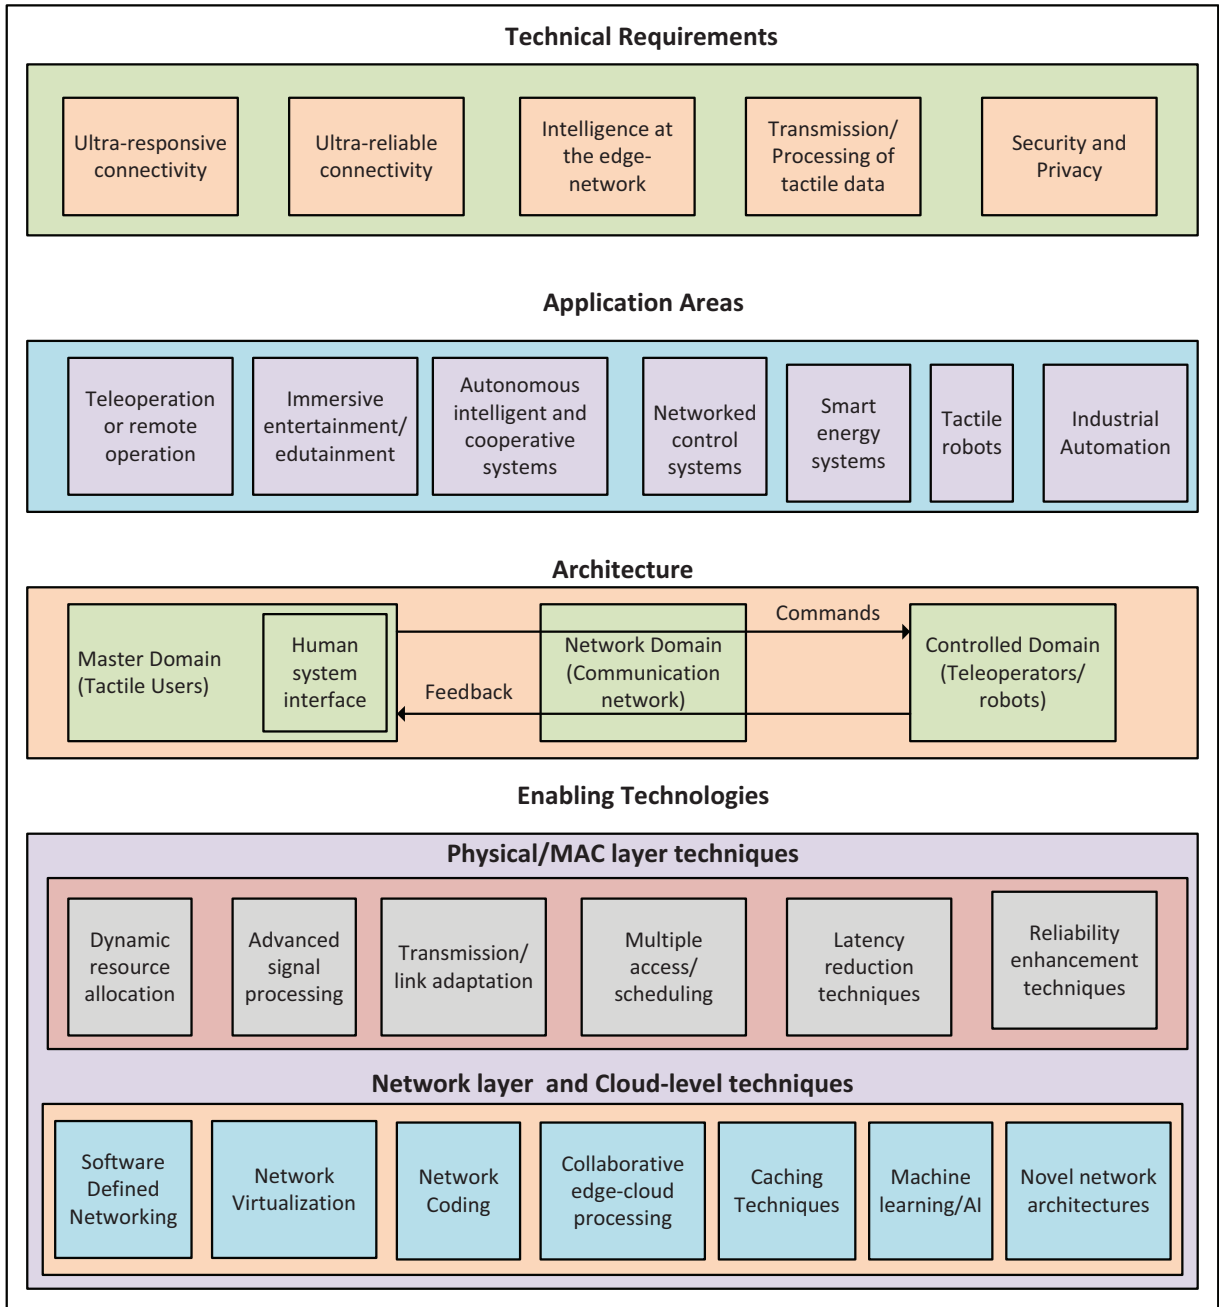 Technical Requirements
Ultra-responsive
connectivity
Ultra-reliable
connectivity
Intelligence at
the edge-
network
Transmission/
Processing of
tactile data
Security and
Privacy
Application Areas
Teleoperation
or remote
operation
Immersive
entertainment/
edutainment
Autonomous
intelligent and
cooperative
systems
Networked
control
systems
Smart
energy
systems
Tactile
robots
Industrial
Automation
Architecture
Master Domain
(Tactile Users)
Human
system
interface
Commands
Feedback
Network Domain
(Communication
network)
Controlled Domain
(Teleoperators/
robots)
Enabling Technologies
Physical/MAC layer techniques
Dynamic
resource
allocation
Advanced
signal
processing
Transmission/
link adaptation
Multiple
access/
scheduling
Latency
reduction
techniques
Reliability
enhancement
techniques
Network layer  and Cloud-level techniques
Software
Defined
Networking
Network
Virtualization
Network
Coding
Collaborative
edge-cloud
processing
Caching
Techniques
Machine
learning/AI
Novel network
architectures